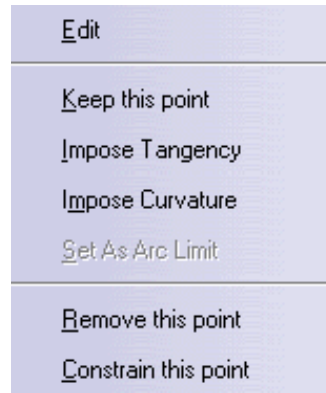 Edit
Keep this point
Impose Tangency
Impose Curvature
Set As Arc Limit
Remove this point
Constrain this point